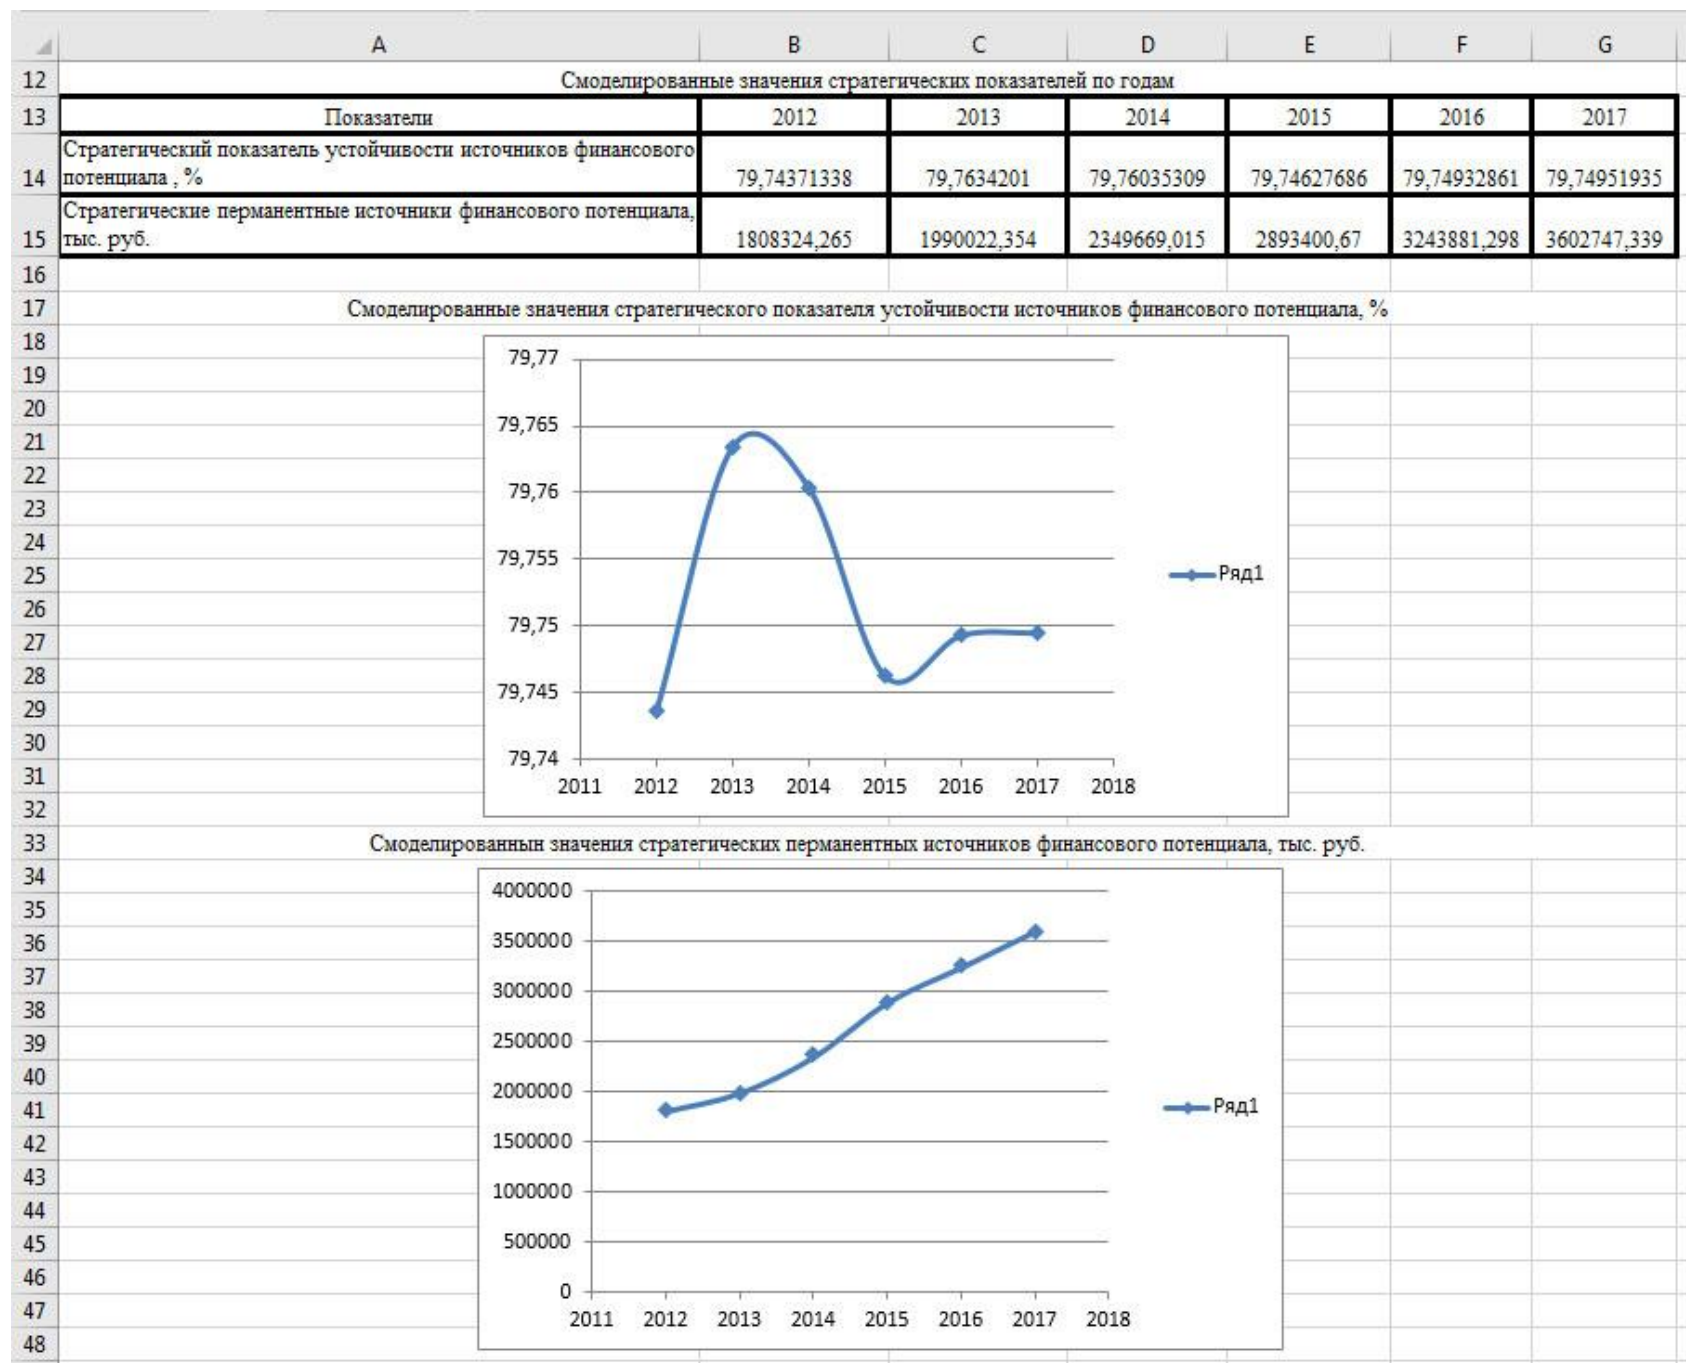 A B C D E F G
12 Смоделированные значения стратегических показателей по годам
13 Показатели 2012 2013 2014 2015 2016 2017
Стратегический показатель устойчивости источников финансового
14 потенциала , % 79,74371338 79,7634201 79,76035309 79,74627686 79,74932861 79,74951935
Стратегические перманентные источники финансового потенциала,
15 тыс. руб. 1808324,265 1990022,354 2349669,015 2893400,67 3243881,298 3602747,339
16
17 Смоделированные значения стратегического показателя устойчивости источников финансового потенциала, %
18 79,77
19
20 79,765
21
22 79,76
23
24 79,755
25 Ряд1
26 79,75
27
28 79,745
29
30 79,74
31 2011 2012 2013 2014 2015 2016 2017 2018
32
33 Смоделированнын значения стратегических перманентных источников финансового потенциала, тыс. руб.
34 4000000
35
36 3500000
37 3000000
38
39 2500000
40 2000000
41 Ряд1
42 1500000
43 1000000
44
45 500000
46 0
47 2011 2012 2013 2014 2015 2016 2017 2018
48